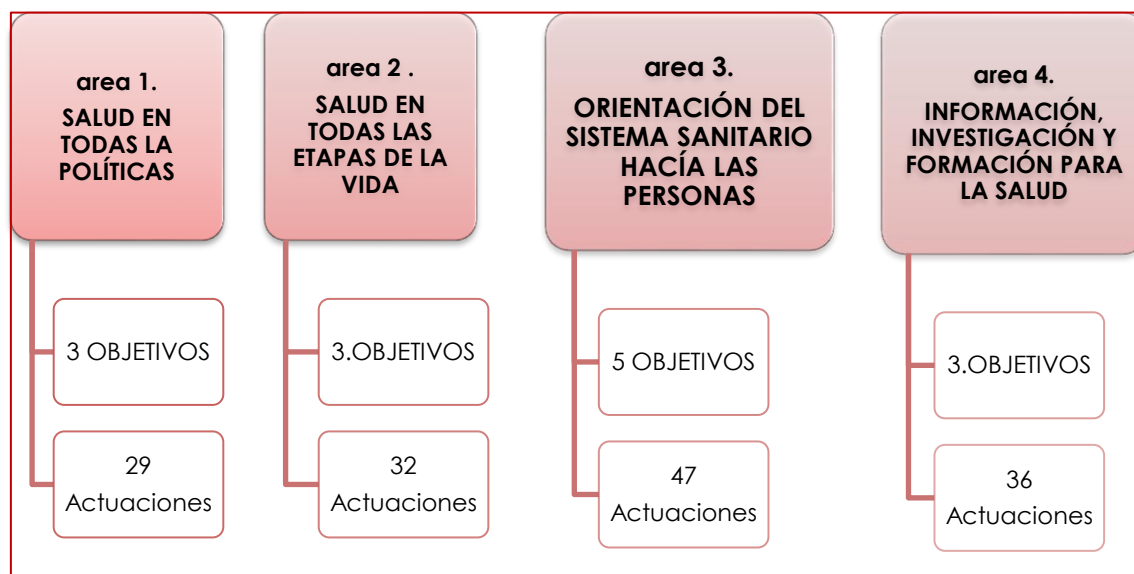 area 1.
SALUD EN
TODAS LA
POLÍTICAS
3 OBJETIVOS
29
Actuaciones
area 2 .
SALUD EN
TODAS LAS
ETAPAS DE LA
VIDA
3.OBJETIVOS
32
Actuaciones
area 3.
ORIENTACIÓN DEL
SISTEMA SANITARIO
HACÍA LAS
PERSONAS
5 OBJETIVOS
47
Actuaciones
area 4.
INFORMACIÓN,
INVESTIGACIÓN Y
FORMACIÓN PARA
LA SALUD
3.OBJETIVOS
36
Actuaciones